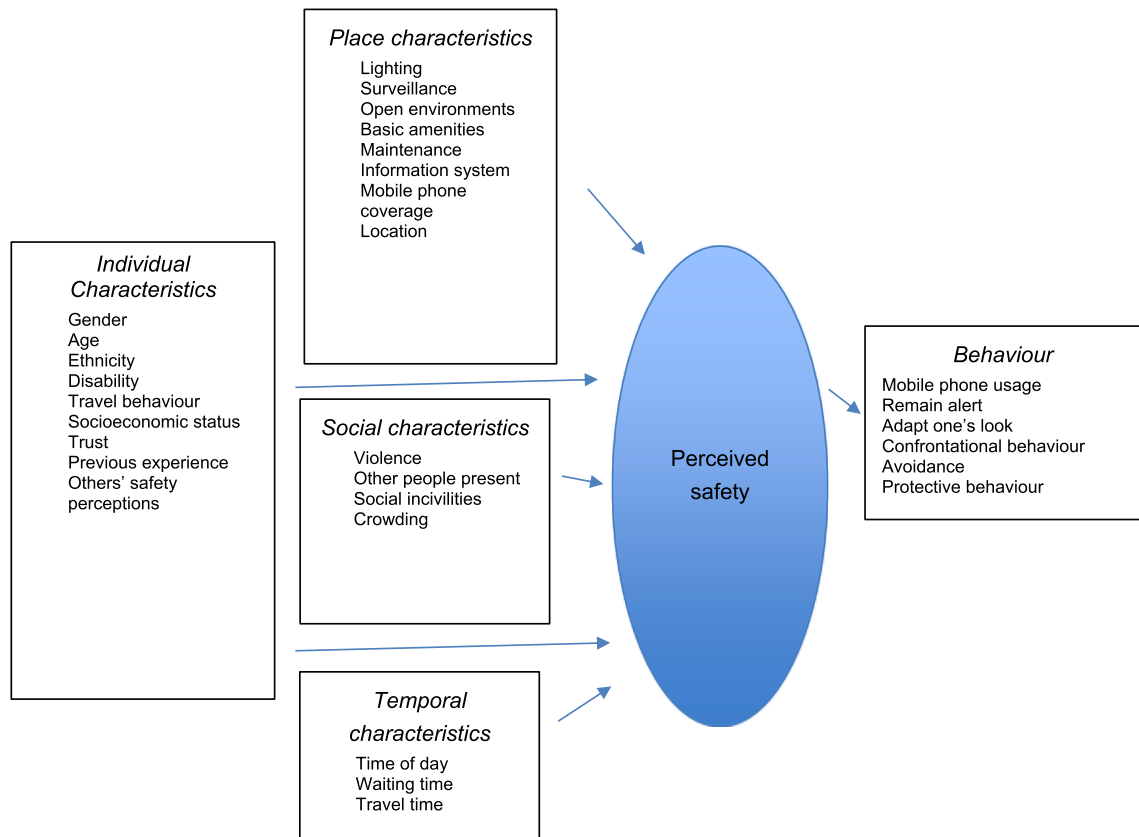 Place characteristics
Lighting
Surveillance
Open environments
Basic amenities
Maintenance
Information system
Mobile phone
coverage
Location
Individual
Characteristics
Gender
Age
Ethnicity
Disability
Travel behaviour
Socioeconomic status
Trust
Previous experience
Others’ safety
perceptions
Social characteristics
Violence
Other people present
Social incivilities
Crowding
Temporal
characteristics
Time of day
Waiting time
Travel time
Perceived
safety
Behaviour
Mobile phone usage
Remain alert
Adapt one’s look
Confrontational behaviour
Avoidance
Protective behaviour